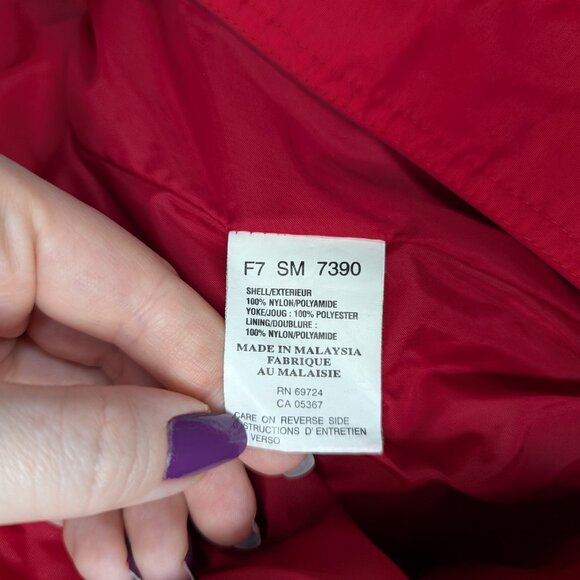 F7 SM 7390
SHELL/EXTERIEUR
100% NYLON/POLYAMIDE
YOKE/JOUG : 100% POLYESTER
LINING/DOUBLURE :
100% NYLON/POLYAMIDE
MADE IN MALAYSIA
FABRIQUE
AU MALAISIE
RN 69724
CA 05367
CARE ON REVERSE SIDE
D' ENTRETIEN
VERSO